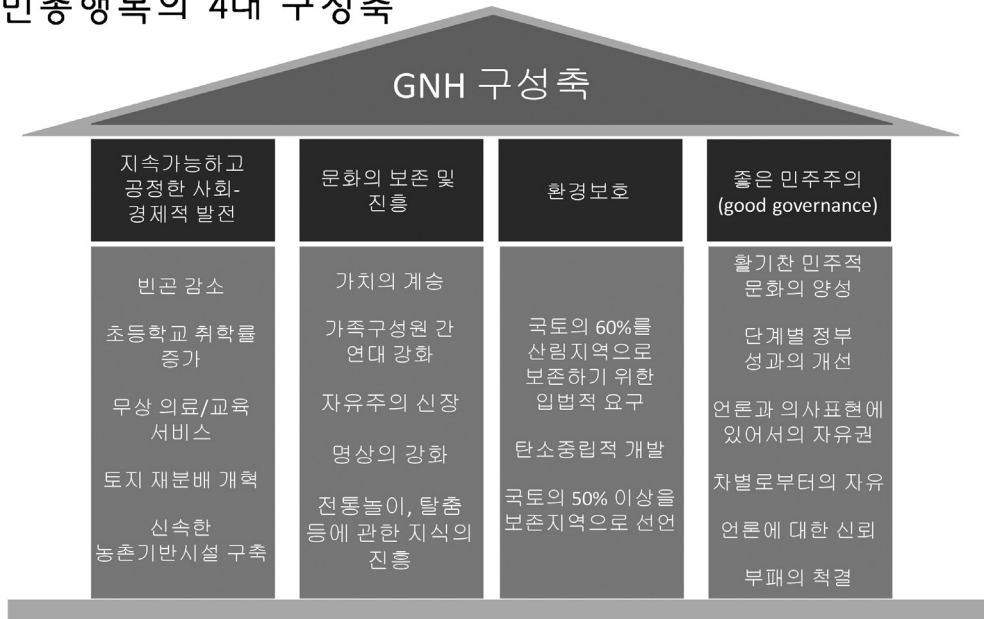 민총행복의 4대 구성축
GNH 구성축
지속가능하고
공정한 사회-
경제적 발전
빈곤 감소
초등학교 취학률
증가
무상 의료/교육
서비스
토지 재분배 개혁
신속한
농촌기반시설 구축
문화의 보존 및
진흥
가치의 계승
가족구성원 간
연대 강화
자유주의 신장
명상의 강화
전통놀이, 탈춤
등에 관한 지식의
진흥
환경보호
국토의 60%를
산림지역으로
보존하기 위한
입법적 요구
탄소중립적 개발
국토의 50% 이상을
보존지역으로 선언
좋은 민주주의
(good governance)
활기찬 민주적
문화의 양성
단계별 정부
성과의 개선
언론과 의사표현에
있어서의 자유권
차별로부터의 자유
언론에 대한 신뢰
부패의 척결